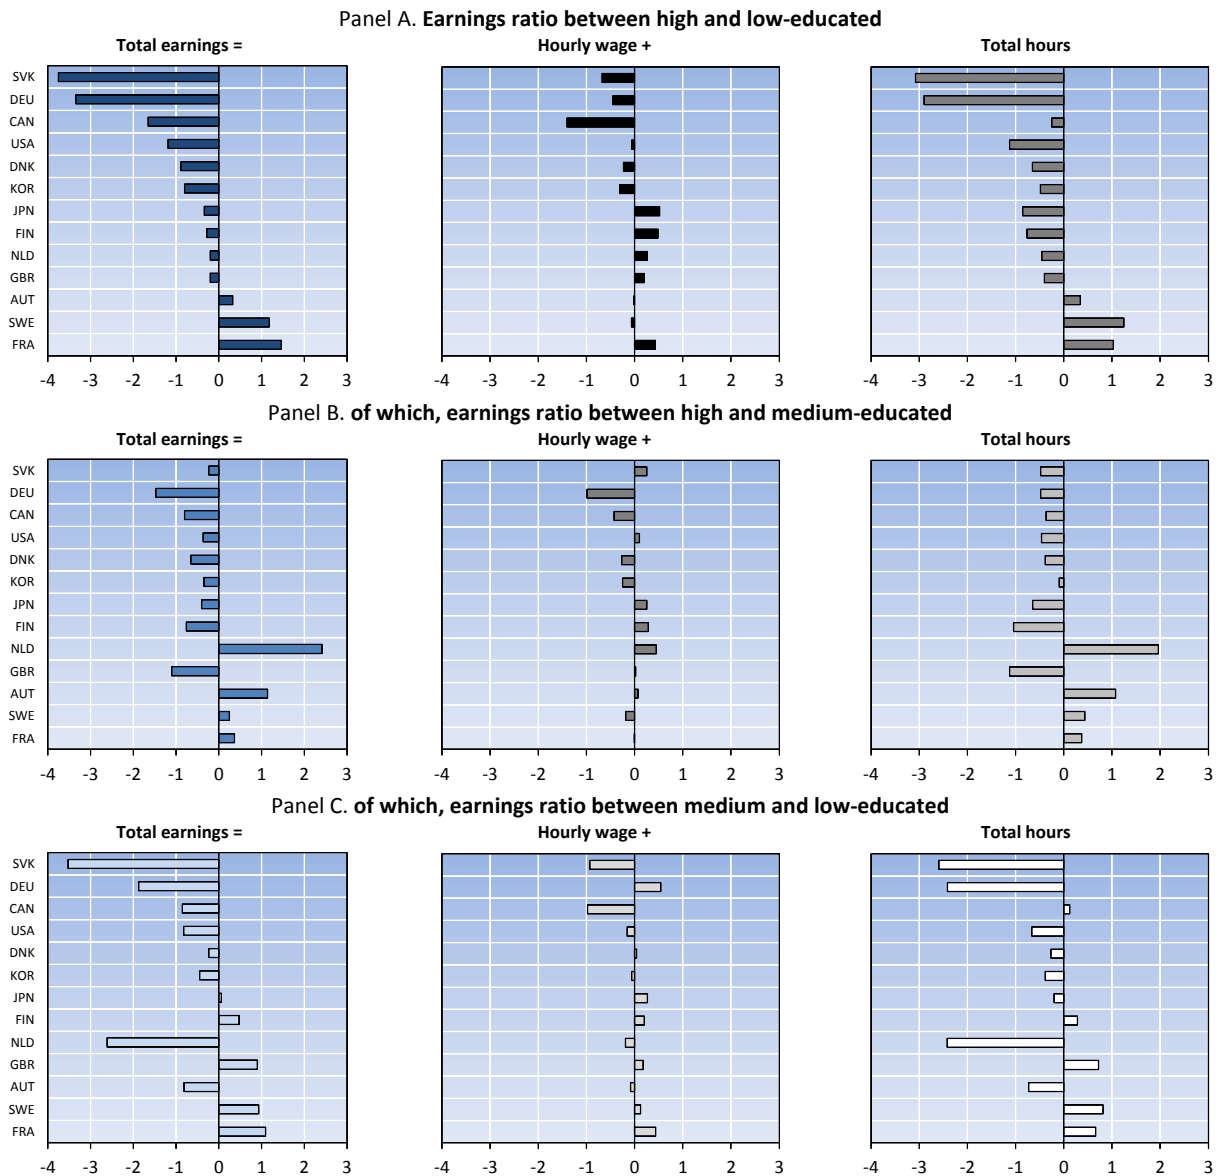 Panel A. Earnings ratio between high and low-educated
Total earnings = Hourly wage + Total hours
SVK
DEU
CAN
USA
DNK
KOR
JPN
FIN
NLD
GBR
AUT
SWE
FRA
-4 -3 -2 -1 0 1 2 3 -4 -3 -2 -1 0 1 2 3 -4 -3 -2 -1 0 1 2 3
Panel B. of which, earnings ratio between high and medium-educated
Total earnings = Hourly wage + Total hours
SVK
DEU
CAN
USA
DNK
KOR
JPN
FIN
NLD
GBR
AUT
SWE
FRA
-4 -3 -2 -1 0 1 2 3 -4 -3 -2 -1 0 1 2 3 -4 -3 -2 -1 0 1 2 3
Panel C. of which, earnings ratio between medium and low-educated
Total earnings = Hourly wage + Total hours
SVK
DEU
CAN
USA
DNK
KOR
JPN
FIN
NLD
GBR
AUT
SWE
FRA
-4 -3 -2 -1 0 1 2 3 -4 -3 -2 -1 0 1 2 3 -4 -3 -2 -1 0 1 2 3